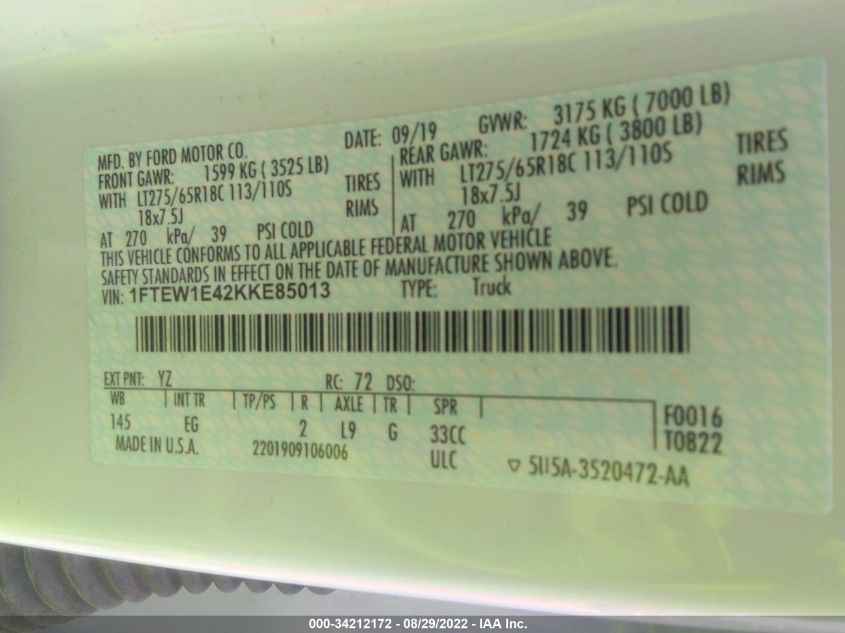 MFD. BY FORD MOTOR CO. DATE: 09/19 GVWR: 3175 KG ( 7000 LB)
FRONT GAWR: 1599 KG ( 3525 LB) REAR GAWR: 1724 KG ( 3800 LB)
WITH LT275/65R18C 113/110S TIRES WITH LT275/65R18C 113/110S TIRES
18x7.5J RIMS 18x7.5J RIMS
AT 270 kPa/ 39 PSI COLD AT 270 kPa/ 39 PSI COLD
THIS VEHICLE CONFORMS TO ALL APPLICABLE FEDERAL MOTOR VEHICLE
SAFETY STANDARDS IN EFFECT ON THE DATE OF MANUFACTURE SHOWN ABOVE.
VIN: 1FTEW1E42KKE85013 TYPE: Truck
EXT PNT: YZ RC: 72 DSO:
WB INT TR TP/PS R AXLE TR SPR
145 EG 2 L9 G 33CC
F0016
T0822
MADE IN U.S.A. 2201909106006 ULC
5U5A-3520472-AA
000-34212172 - 08/29/2022 - IAA Inc.